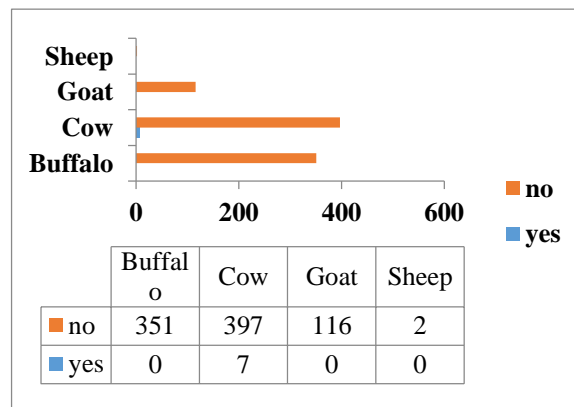 Sheep
Goat
Cow
Buffalo
0 200 400 600
no
yes
Buffal
o Cow Goat Sheep
no 351 397 116 2
yes 0 7 0 0